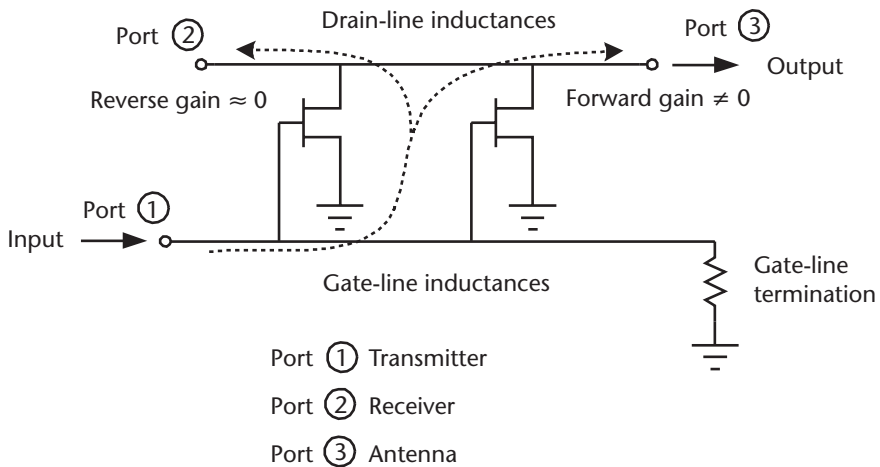 Drain-line inductances
Port 2
Port 3
Output
Reverse gain ≈ 0
Forward gain ≠ 0
Port 1
Input
Gate-line inductances
Gate-line
termination
Port 1 Transmitter
Port 2 Receiver
Port 3 Antenna